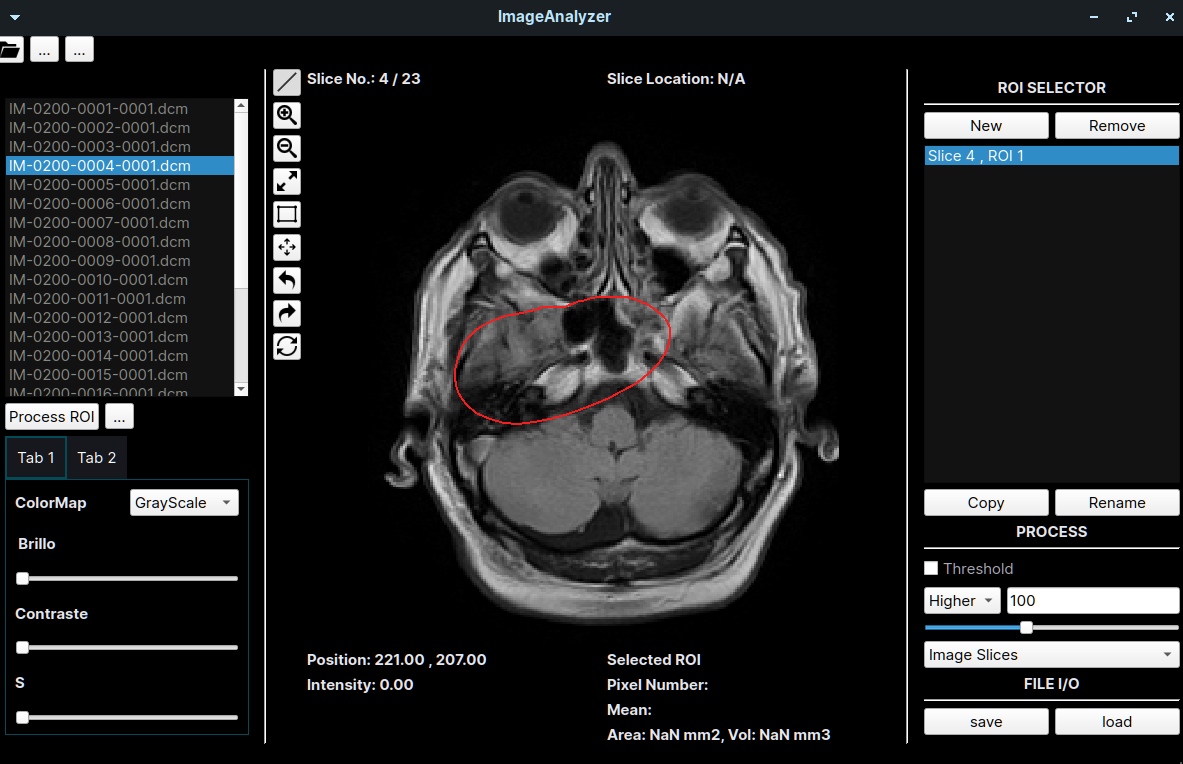 ImageAnalyzer
...
...
IM-0200-0001-0001.dcm
IM-0200-0002-0001.dcm
IM-0200-0003-0001.dcm
IM-0200-0004-0001.dcm
IM-0200-0005-0001.dcm
IM-0200-0006-0001.dcm
IM-0200-0007-0001.dcm
IM-0200-0008-0001.dcm
IM-0200-0009-0001.dcm
IM-0200-0010-0001.dcm
IM-0200-0011-0001.dcm
IM-0200-0012-0001.dcm
IM-0200-0013-0001.dcm
IM-0200-0014-0001.dcm
IM-0200-0015-0001.dcm
IM-0200-0016-0001.dcm
Process ROI
...
Tab 1
Tab 2
ColorMap
GrayScale
Brillo
Contraste
S
Slice No.: 4 / 23
Slice Location: N/A
Position: 221.00 , 207.00
Intensity: 0.00
Selected ROI
Pixel Number:
Mean:
Area: NaN mm2, Vol: NaN mm3
ROI SELECTOR
New
Remove
Slice 4 , ROI 1
Copy
Rename
PROCESS
Threshold
Higher
100
Image Slices
FILE I/O
save
load